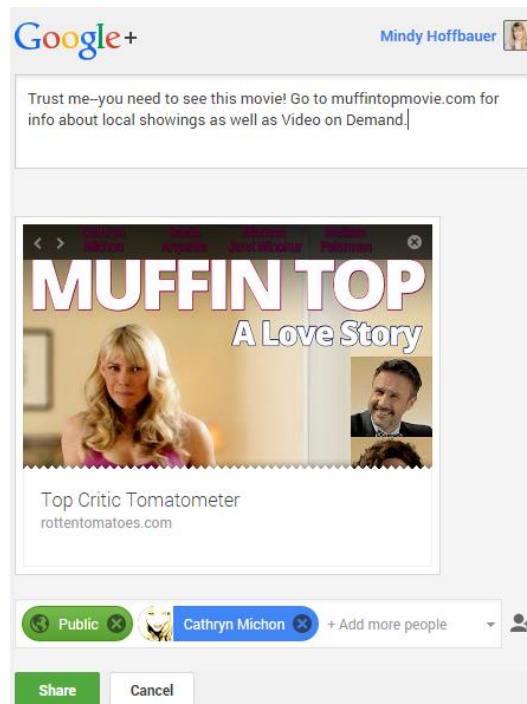 Google+
Mindy Hoffbauer
Trust me--you need to see this movie! Go to muffintopmovie.com for
info about local showings as well as Video on Demand.
Cathryn Michon
MUFFIN TOP
A Love Story
Top Critic Tomatometer
rottentomatoes.com
Public Cathryn Michon + Add more people
Share Cancel